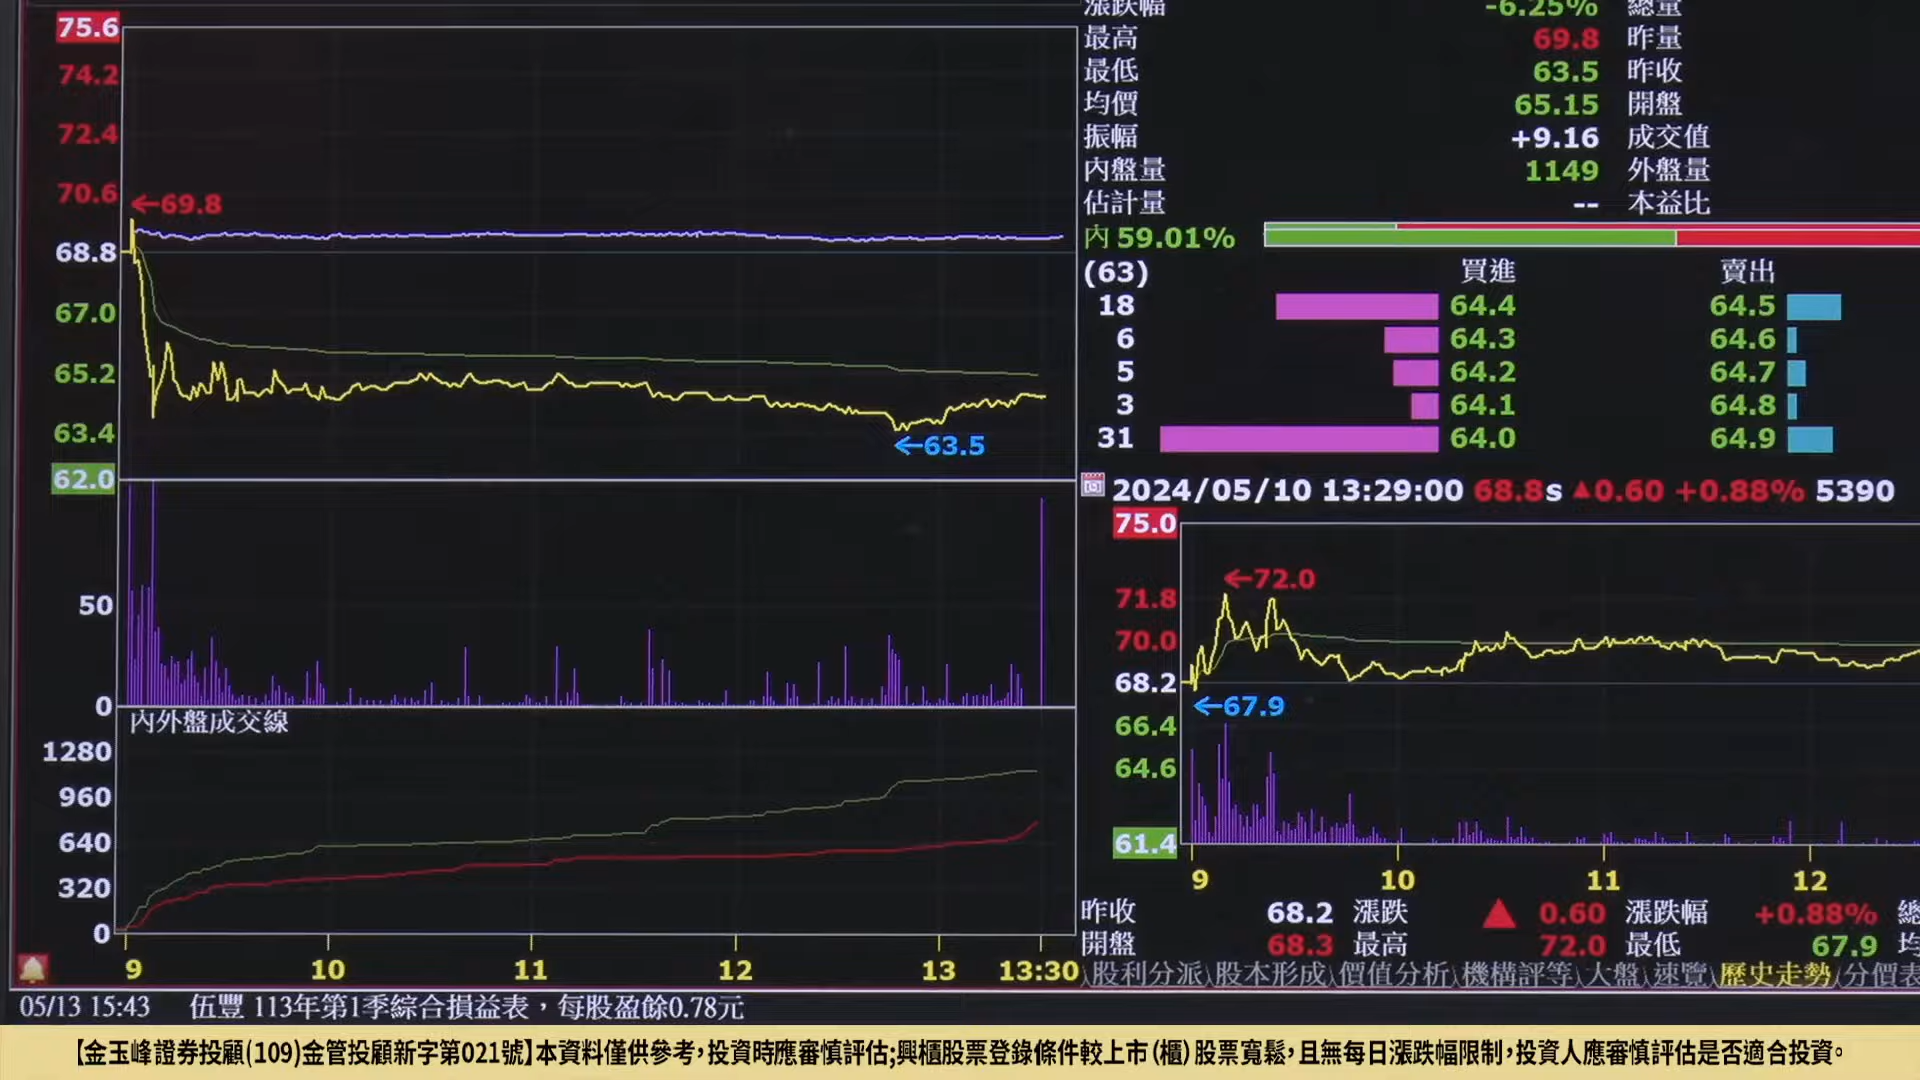 75.6
74.2
72.4
70.6
68.8
67.0
65.2
63.4
62.0
←69.8
←63.5
50
0
內外盤成交線
1280
960
640
320
0
9 10 11 12 13 13:30
漲跌幅 -6.25% 總量
最高 69.8 昨量
最低 63.5 昨收
均價 65.15 開盤
振幅 +9.16 成交值
內盤量 1149 外盤量
估計量 -- 本益比
內 59.01%
(63) 買進 賣出
18 64.4 64.5
6 64.3 64.6
5 64.2 64.7
3 64.1 64.8
31 64.0 64.9
2024/05/10 13:29:00 68.8s ▲0.60 +0.88% 5390
75.0
71.8
70.0
68.2
66.4
64.6
61.4
←72.0
←67.9
9 10 11 12
昨收 68.2 漲跌 ▲ 0.60 漲跌幅 +0.88% 總
開盤 68.3 最高 72.0 最低 67.9 均
股利分派 股本形成 價值分析 機構評等 大盤 速覽 歷史走勢 分價表
05/13 15:43 伍豐 113年第1季綜合損益表，每股盈餘0.78元
【金玉峰證券投顧(109)金管投顧新字第021號】本資料僅供參考，投資時應審慎評估;興櫃股票登錄條件較上市(櫃)股票寬鬆，且無每日漲跌幅限制，投資人應審慎評估是否適合投資。